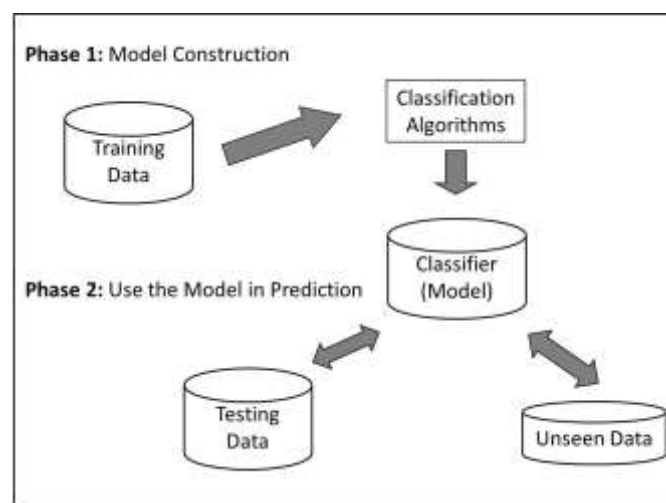 Phase 1: Model Construction
Classification
Algorithms
Training
Data
Classifier
(Model)
Phase 2: Use the Model in Prediction
Testing
Data
Unseen Data